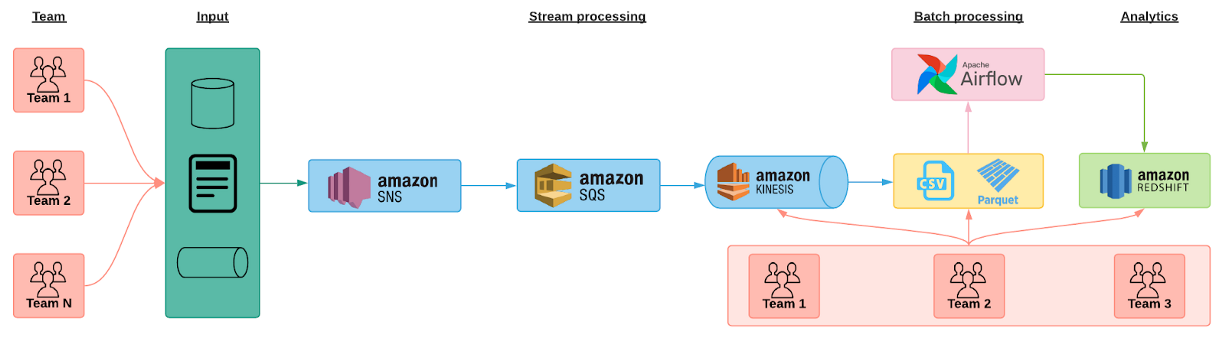 Team
Input
Stream processing
Batch processing
Analytics
Team 1
Team 2
Team N
amazon
SNS
amazon
SQS
amazon
KINESIS
Apache
Airflow
CSV
Parquet
amazon
REDSHIFT
Team 1
Team 2
Team 3